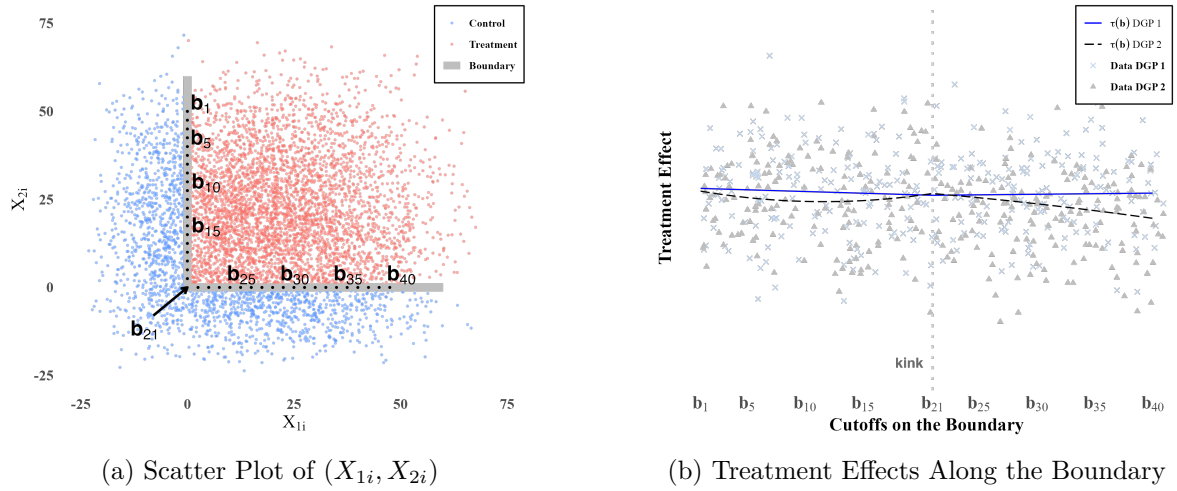 75
50
25
0
-25
X2i
-25 0 25 50 75
X1i
Control
Treatment
Boundary
b1
b5
b10
b15
b25 b30 b35 b40
b21
(a) Scatter Plot of (X1i, X2i)
Treatment Effect
τ(b) DGP 1
τ(b) DGP 2
Data DGP 1
Data DGP 2
kink
b1 b5 b10 b15 b21 b25 b30 b35 b40
Cutoffs on the Boundary
(b) Treatment Effects Along the Boundary